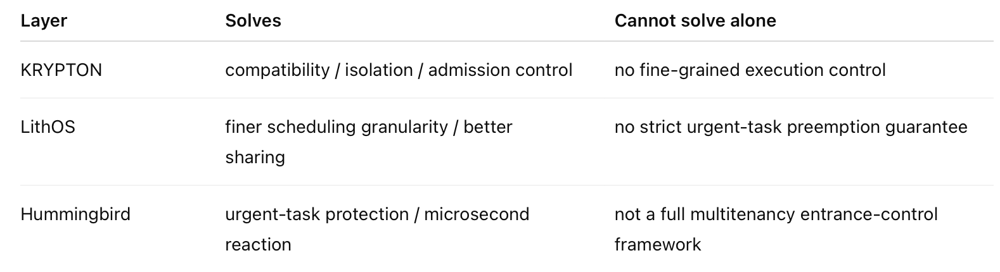 Layer Solves Cannot solve alone
KRYPTON compatibility / isolation / admission control no fine-grained execution control
LithOS finer scheduling granularity / better no strict urgent-task preemption guarantee
sharing
Hummingbird urgent-task protection / microsecond not a full multitenancy entrance-control
reaction framework